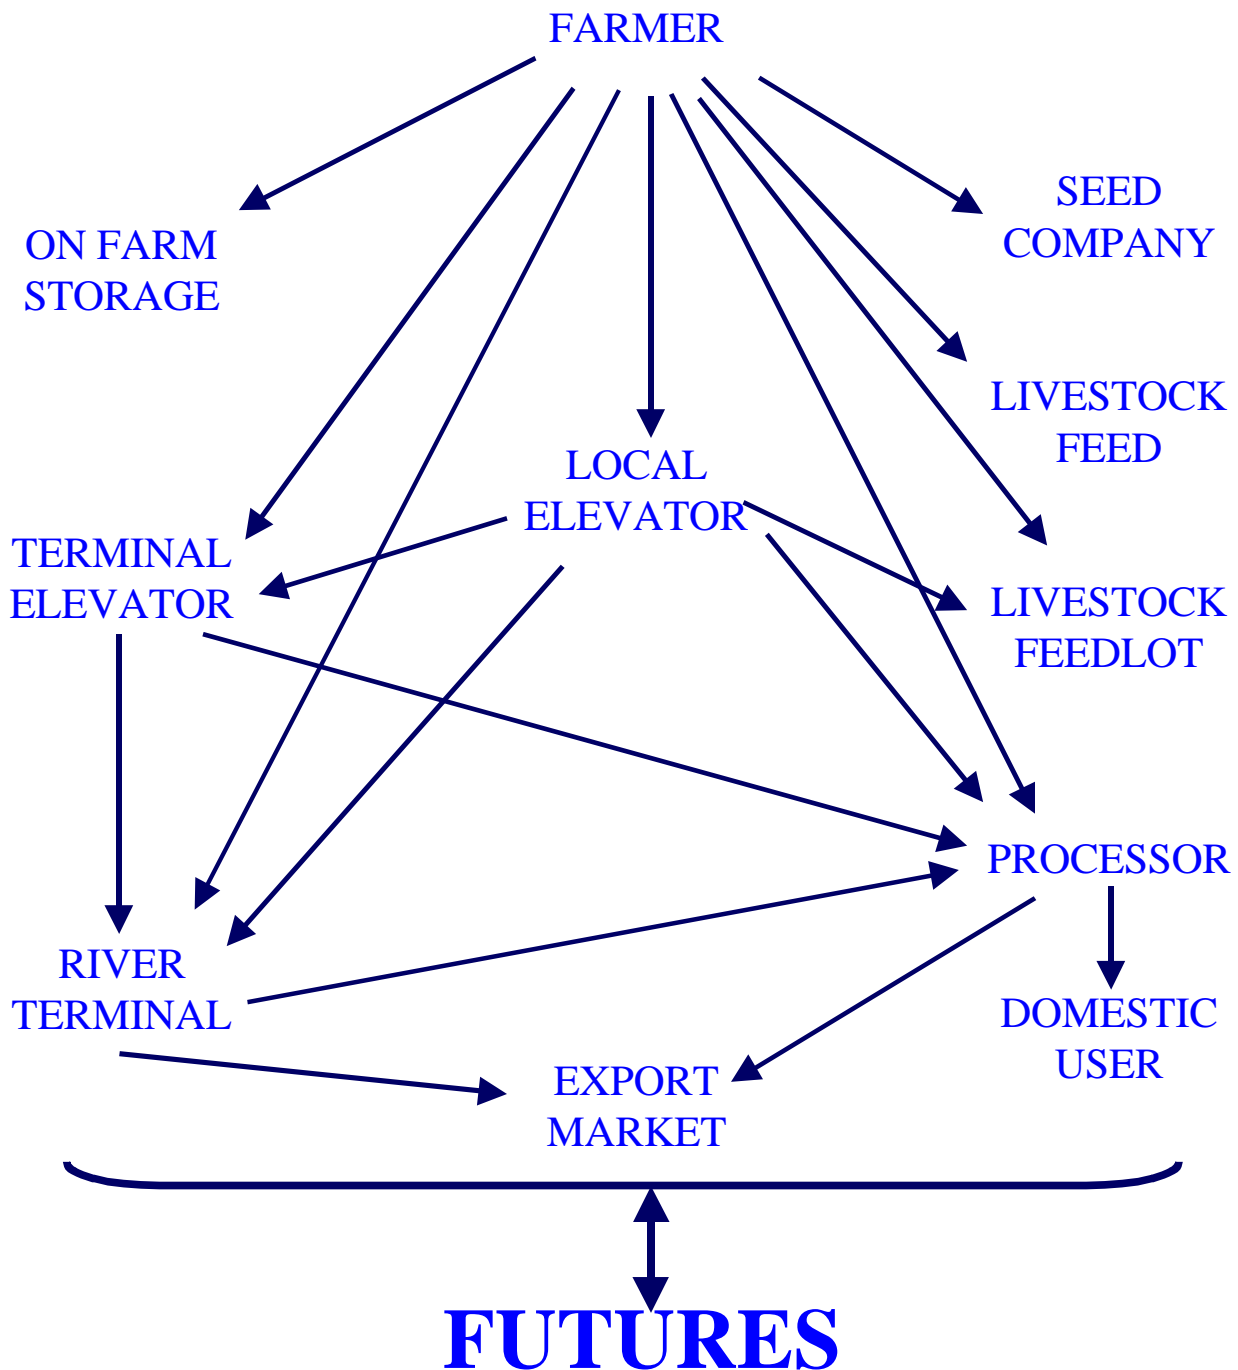 FARMER
SEED
COMPANY
ON FARM
STORAGE
LIVESTOCK
FEED
LOCAL
ELEVATOR
TERMINAL
ELEVATOR
LIVESTOCK
FEEDLOT
PROCESSOR
RIVER
TERMINAL
DOMESTIC
USER
EXPORT
MARKET
FUTURES